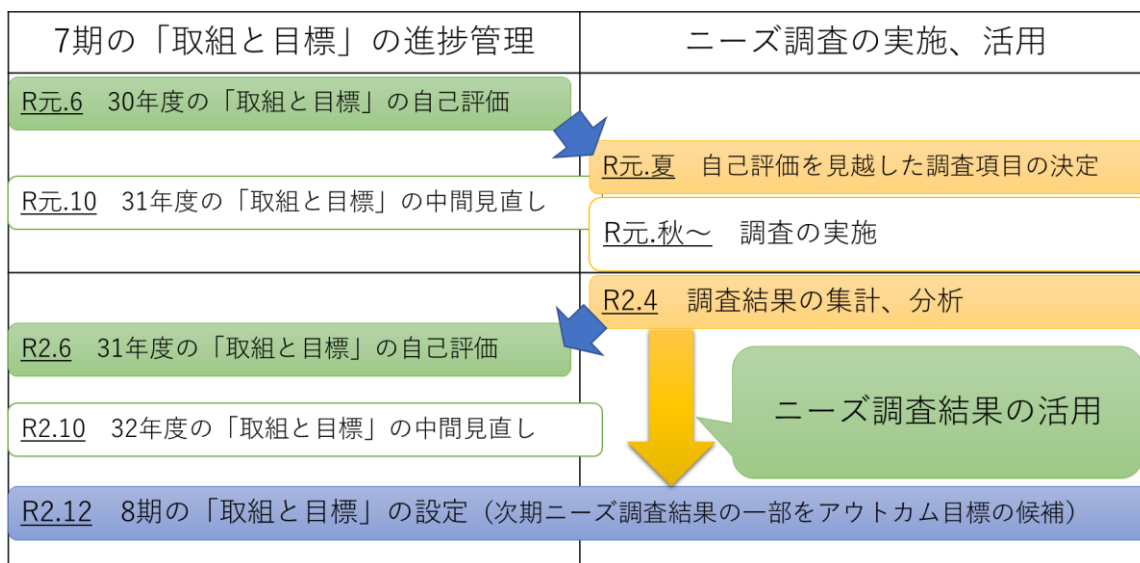 7期の「取組と目標」の進捗管理
ニーズ調査の実施、活用
R元.6 30年度の「取組と目標」の自己評価
R元.夏 自己評価を見越した調査項目の決定
R元.10 31年度の「取組と目標」の中間見直し
R元.秋～ 調査の実施
R2.4 調査結果の集計、分析
R2.6 31年度の「取組と目標」の自己評価
ニーズ調査結果の活用
R2.10 32年度の「取組と目標」の中間見直し
R2.12 8期の「取組と目標」の設定（次期ニーズ調査結果の一部をアウトカム目標の候補）